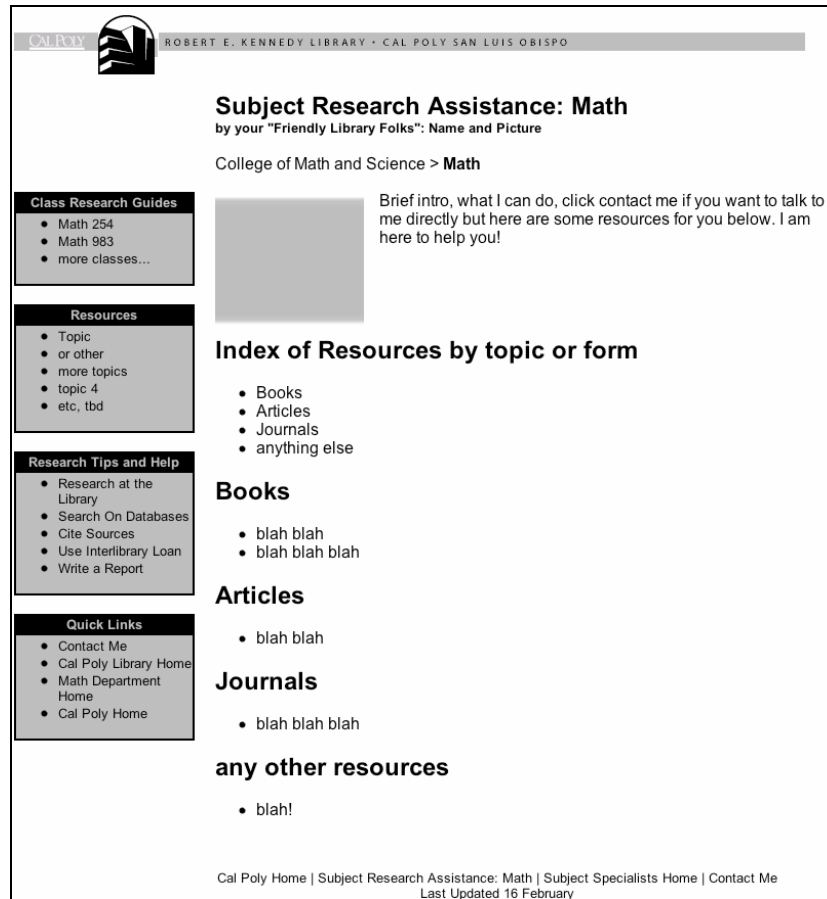 CAL POLY
ROBERT E. KENNEDY LIBRARY • CAL POLY SAN LUIS OBISPO
Subject Research Assistance: Math
by your "Friendly Library Folks": Name and Picture
College of Math and Science > Math
Class Research Guides
• Math 254
• Math 983
• more classes...
Resources
• Topic
• or other
• more topics
• topic 4
• etc, tbd
Research Tips and Help
• Research at the
Library
• Search On Databases
• Cite Sources
• Use Interlibrary Loan
• Write a Report
Quick Links
• Contact Me
• Cal Poly Library Home
• Math Department
Home
• Cal Poly Home
Brief intro, what I can do, click contact me if you want to talk to
me directly but here are some resources for you below. I am
here to help you!
Index of Resources by topic or form
• Books
• Articles
• Journals
• anything else
Books
• blah blah
• blah blah blah
Articles
• blah blah
Journals
• blah blah blah
any other resources
• blah!
Cal Poly Home | Subject Research Assistance: Math | Subject Specialists Home | Contact Me
Last Updated 16 February